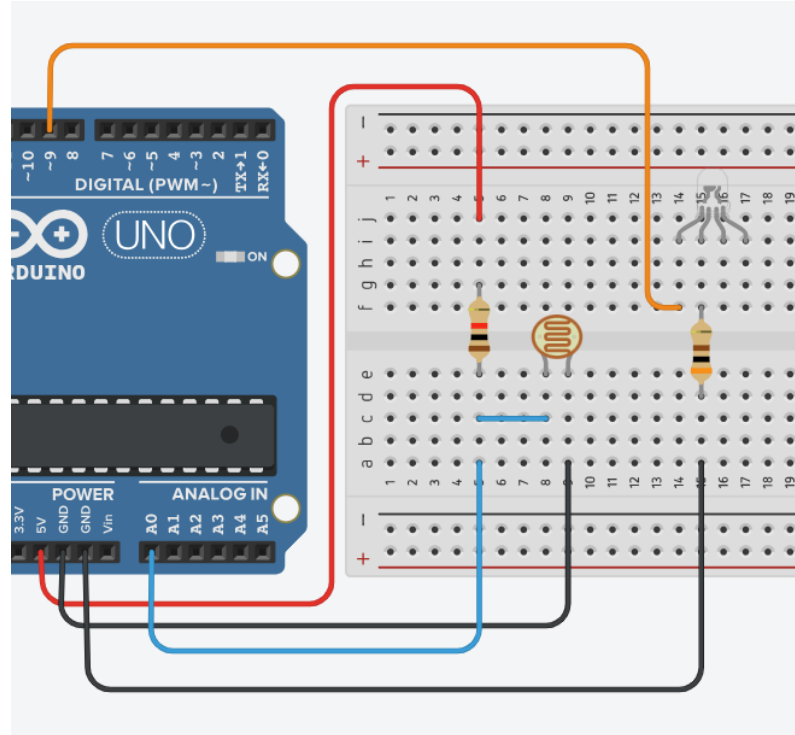 ~10
~9
8
7
~6
~5
4
~3
2
TX→1
RX←0
DIGITAL (PWM~)
UNO
ON
RDUINO
POWER
ANALOG IN
3.3V
5V
GND
GND
Vin
A0
A1
A2
A3
A4
A5
−
+
1 2 3 4 5 6 7 8 9 10 11 12 13 14 15 16 17 18 19
j
i
h
g
f
e
d
c
b
a
1 2 3 4 5 6 7 8 9 10 11 12 13 14 15 16 17 18 19
−
+